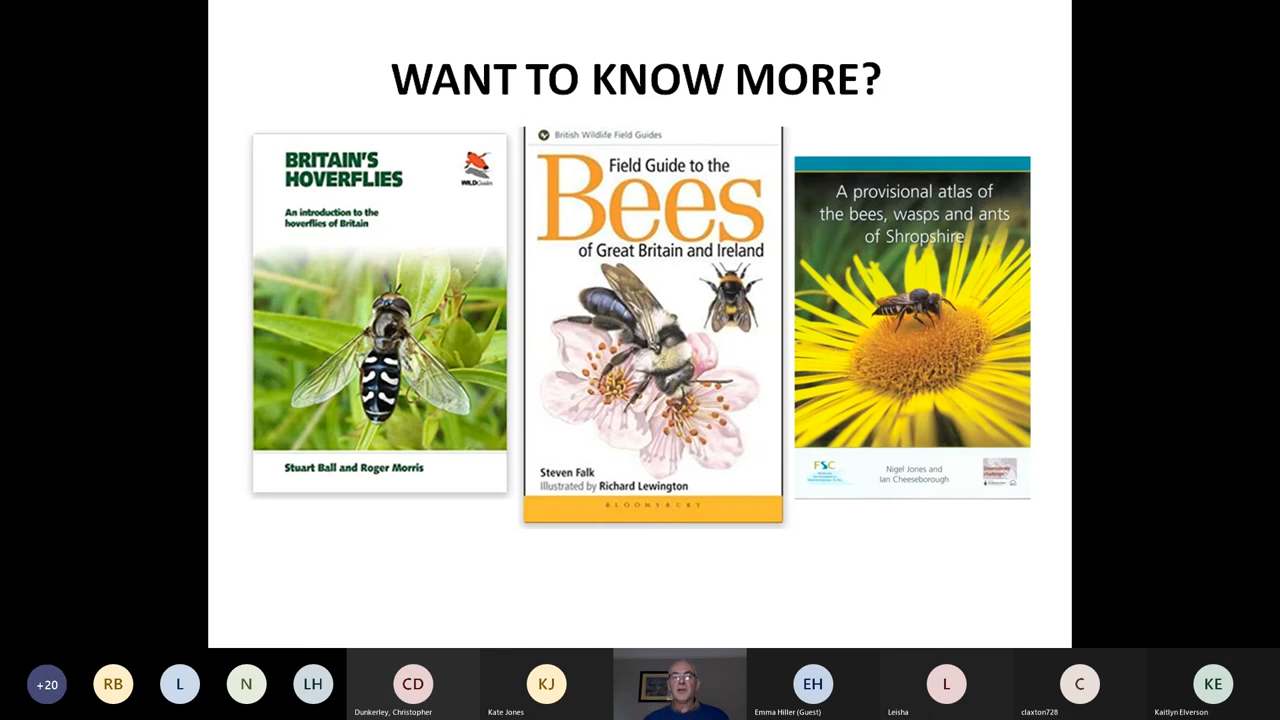 WANT TO KNOW MORE?
BRITAIN'S
HOVERFLIES
WILDGuides
An introduction to the
hoverflies of Britain
Stuart Ball and Roger Morris
British Wildlife Field Guides
Field Guide to the
Bees
of Great Britain and Ireland
Steven Falk
Illustrated by Richard Lewington
BLOOMSBURY
A provisional atlas of
the bees, wasps and ants
of Shropshire
FSC
Nigel Jones and
Ian Cheeseborough
+20
RB
L
N
LH
CD
Dunkerley, Christopher
KJ
Kate Jones
EH
Emma Hiller (Guest)
L
Leisha
C
claxton728
KE
Kaitlyn Elverson